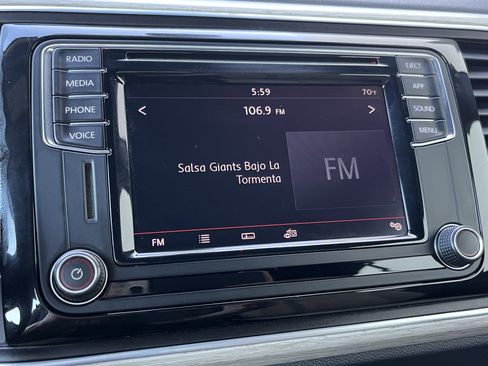 RADIO
MEDIA
PHONE
VOICE
EJECT
APP
SOUND
MENU
5:59
70°F
< 106.9 FM >
Salsa Giants Bajo La
Tormenta
FM
FM